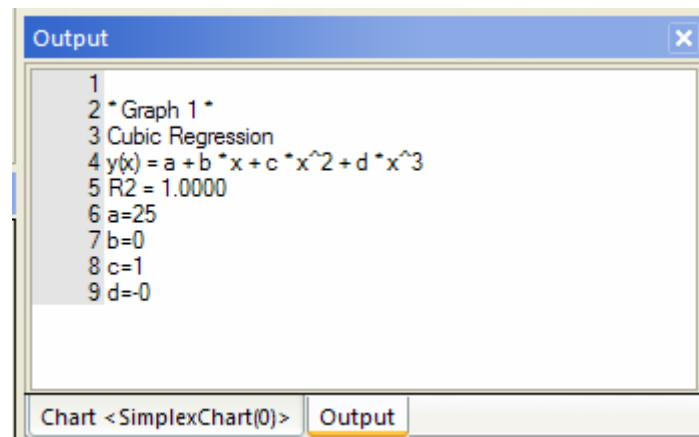 Output
1
2 * Graph 1 *
3 Cubic Regression
4 y(x) = a + b * x + c * x^2 + d * x^3
5 R2 = 1.0000
6 a=25
7 b=0
8 c=1
9 d=-0
Chart <SimplexChart(0)> Output